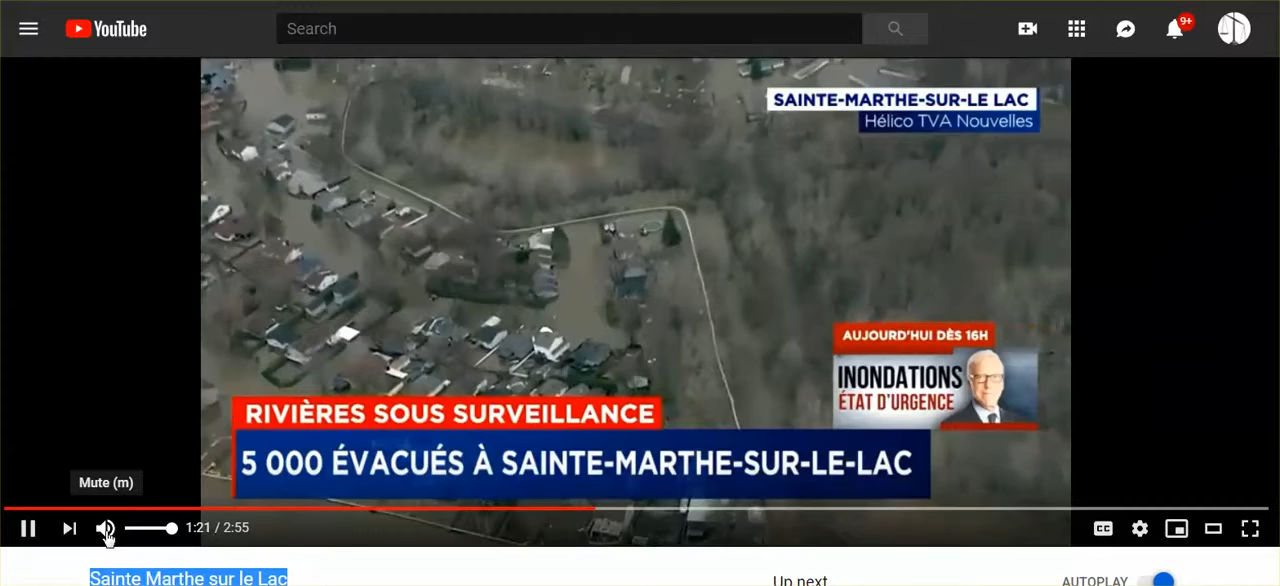 YouTube
Search
9+
SAINTE-MARTHE-SUR-LE LAC
Hélico TVA Nouvelles
AUJOURD'HUI DÈS 16H
INONDATIONS
ÉTAT D'URGENCE
RIVIÈRES SOUS SURVEILLANCE
5 000 ÉVACUÉS À SAINTE-MARTHE-SUR-LE-LAC
Mute (m)
1:21 / 2:55
CC
Sainte Marthe sur le Lac
Up next
AUTOPLAY